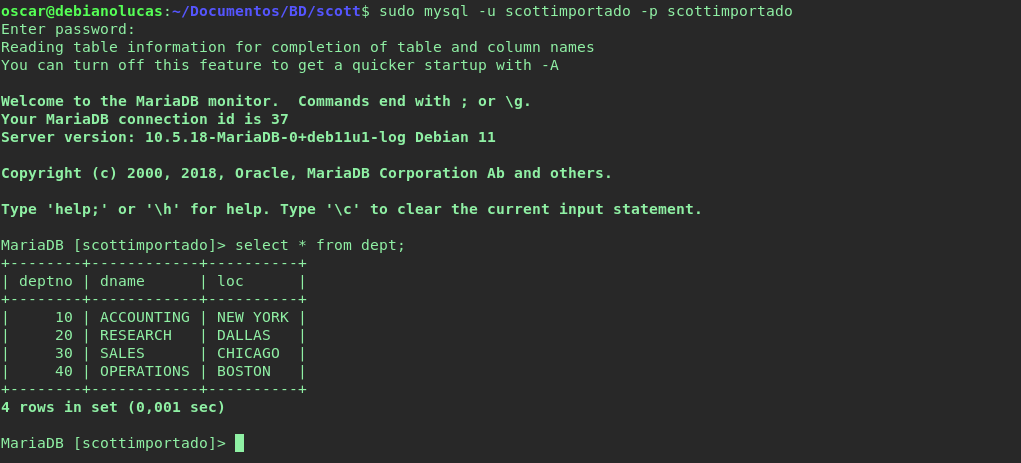 oscar@debianolucas:~/Documentos/BD/scott$ sudo mysql -u scottimportado -p scottimportado
Enter password:
Reading table information for completion of table and column names
You can turn off this feature to get a quicker startup with -A

Welcome to the MariaDB monitor.  Commands end with ; or \g.
Your MariaDB connection id is 37
Server version: 10.5.18-MariaDB-0+deb11u1-log Debian 11

Copyright (c) 2000, 2018, Oracle, MariaDB Corporation Ab and others.

Type 'help;' or '\h' for help. Type '\c' to clear the current input statement.

MariaDB [scottimportado]> select * from dept;
+--------+------------+----------+
| deptno | dname      | loc      |
+--------+------------+----------+
|     10 | ACCOUNTING | NEW YORK |
|     20 | RESEARCH   | DALLAS   |
|     30 | SALES      | CHICAGO  |
|     40 | OPERATIONS | BOSTON   |
+--------+------------+----------+
4 rows in set (0,001 sec)

MariaDB [scottimportado]>